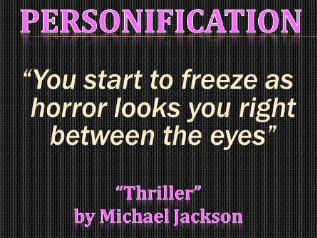 PERSONIFICATION
“You start to freeze as
horror looks you right
between the eyes”
“Thriller”
by Michael Jackson